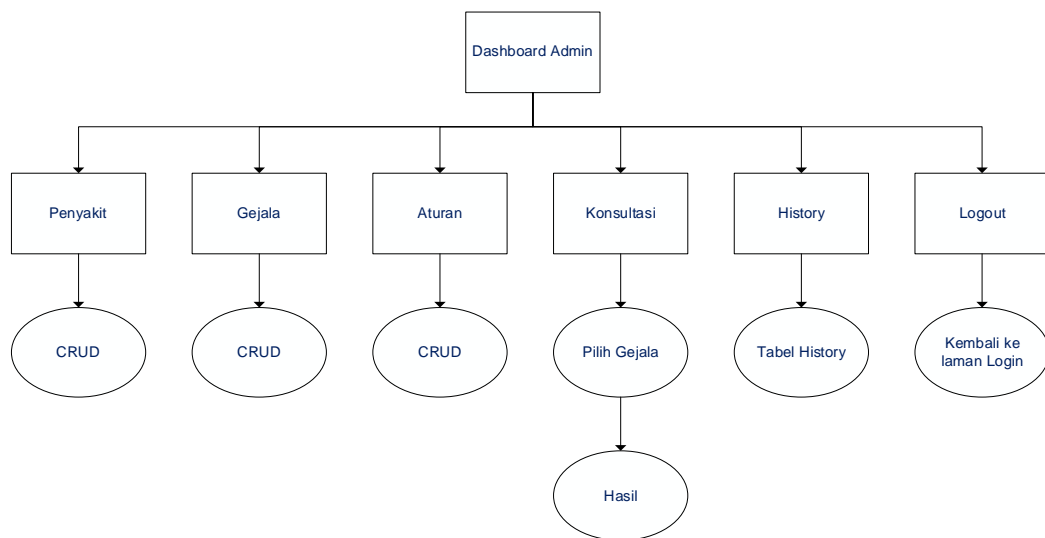 Dashboard Admin
Penyakit
Gejala
Aturan
Konsultasi
History
Logout
CRUD
CRUD
CRUD
Pilih Gejala
Tabel History
Kembali ke
laman Login
Hasil